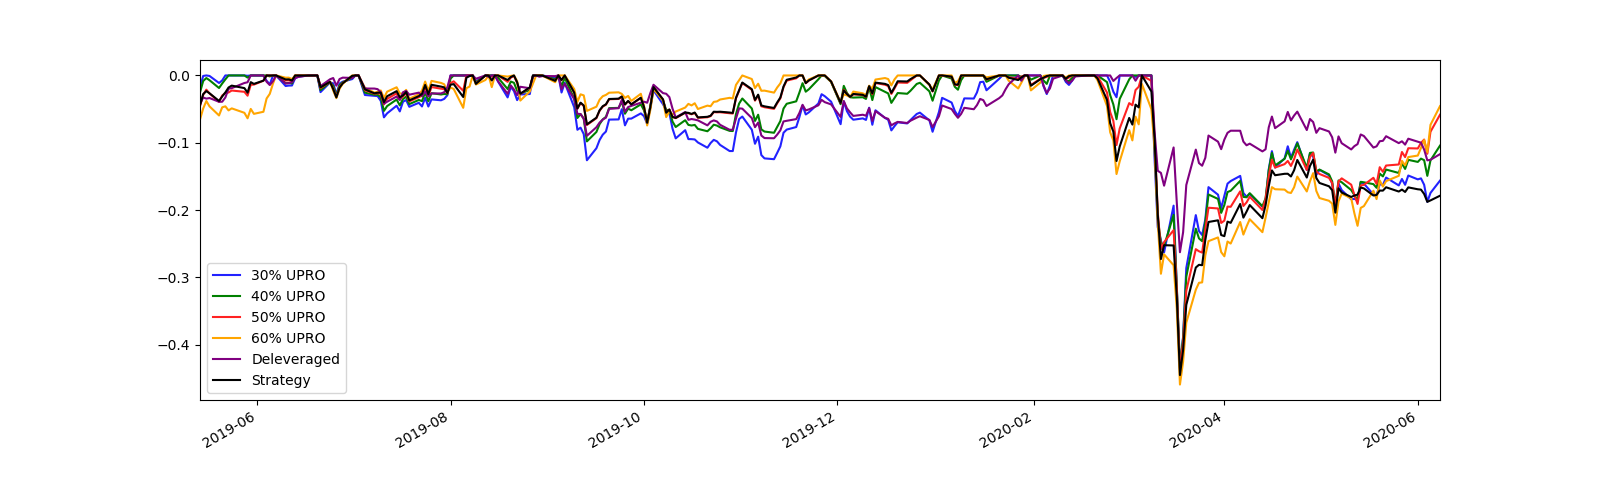 0.0
−0.1
−0.2
−0.3
−0.4
30% UPRO
40% UPRO
50% UPRO
60% UPRO
Deleveraged
Strategy
2019-06
2019-08
2019-10
2019-12
2020-02
2020-04
2020-06